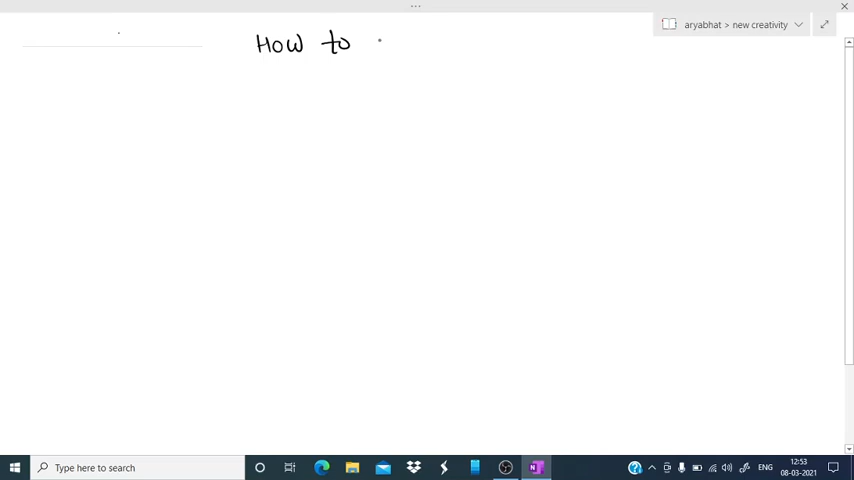 aryabhat > new creativity
How to
Type here to search
ENG
12:53
08-03-2021